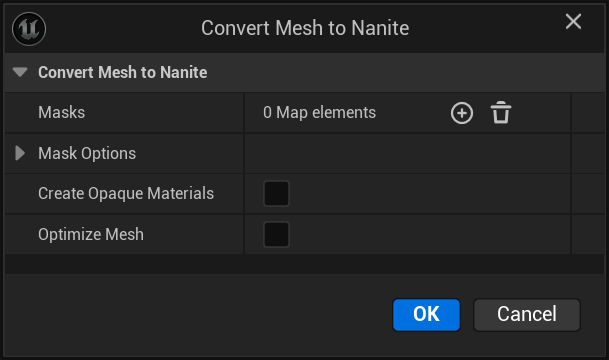 Convert Mesh to Nanite
Convert Mesh to Nanite
Masks 0 Map elements
Mask Options
Create Opaque Materials
Optimize Mesh
OK Cancel